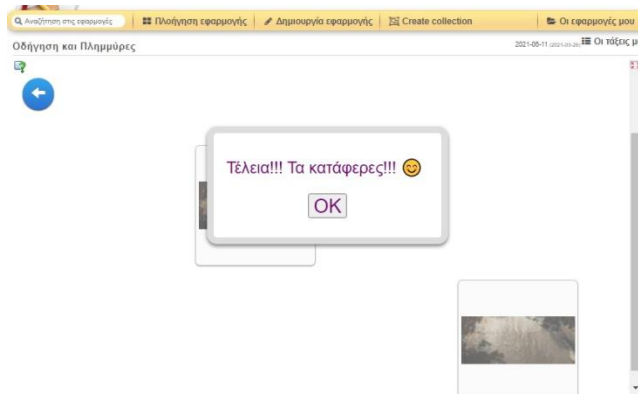 Αναζήτηση στις εφαρμογές Πλοήγηση εφαρμογής Δημιουργία εφαρμογής Create collection Οι εφαρμογές μου
Οδήγηση και Πλημμύρες 2021-05-11 Οι τάξεις μ
Τέλεια!!! Τα κατάφερες!!! 😊
OK